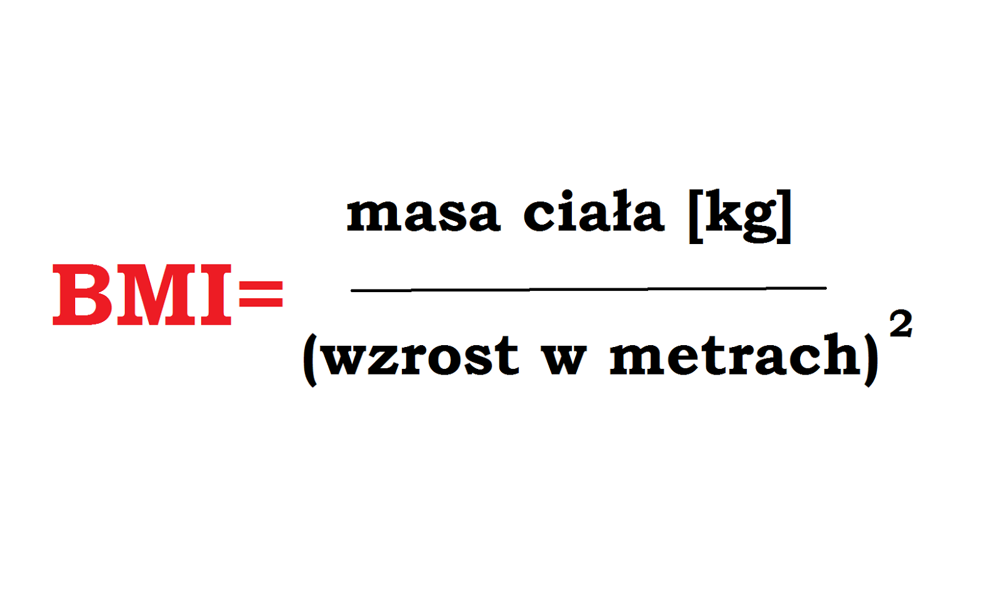 masa ciała [kg]
BMI=
(wzrost w metrach)²